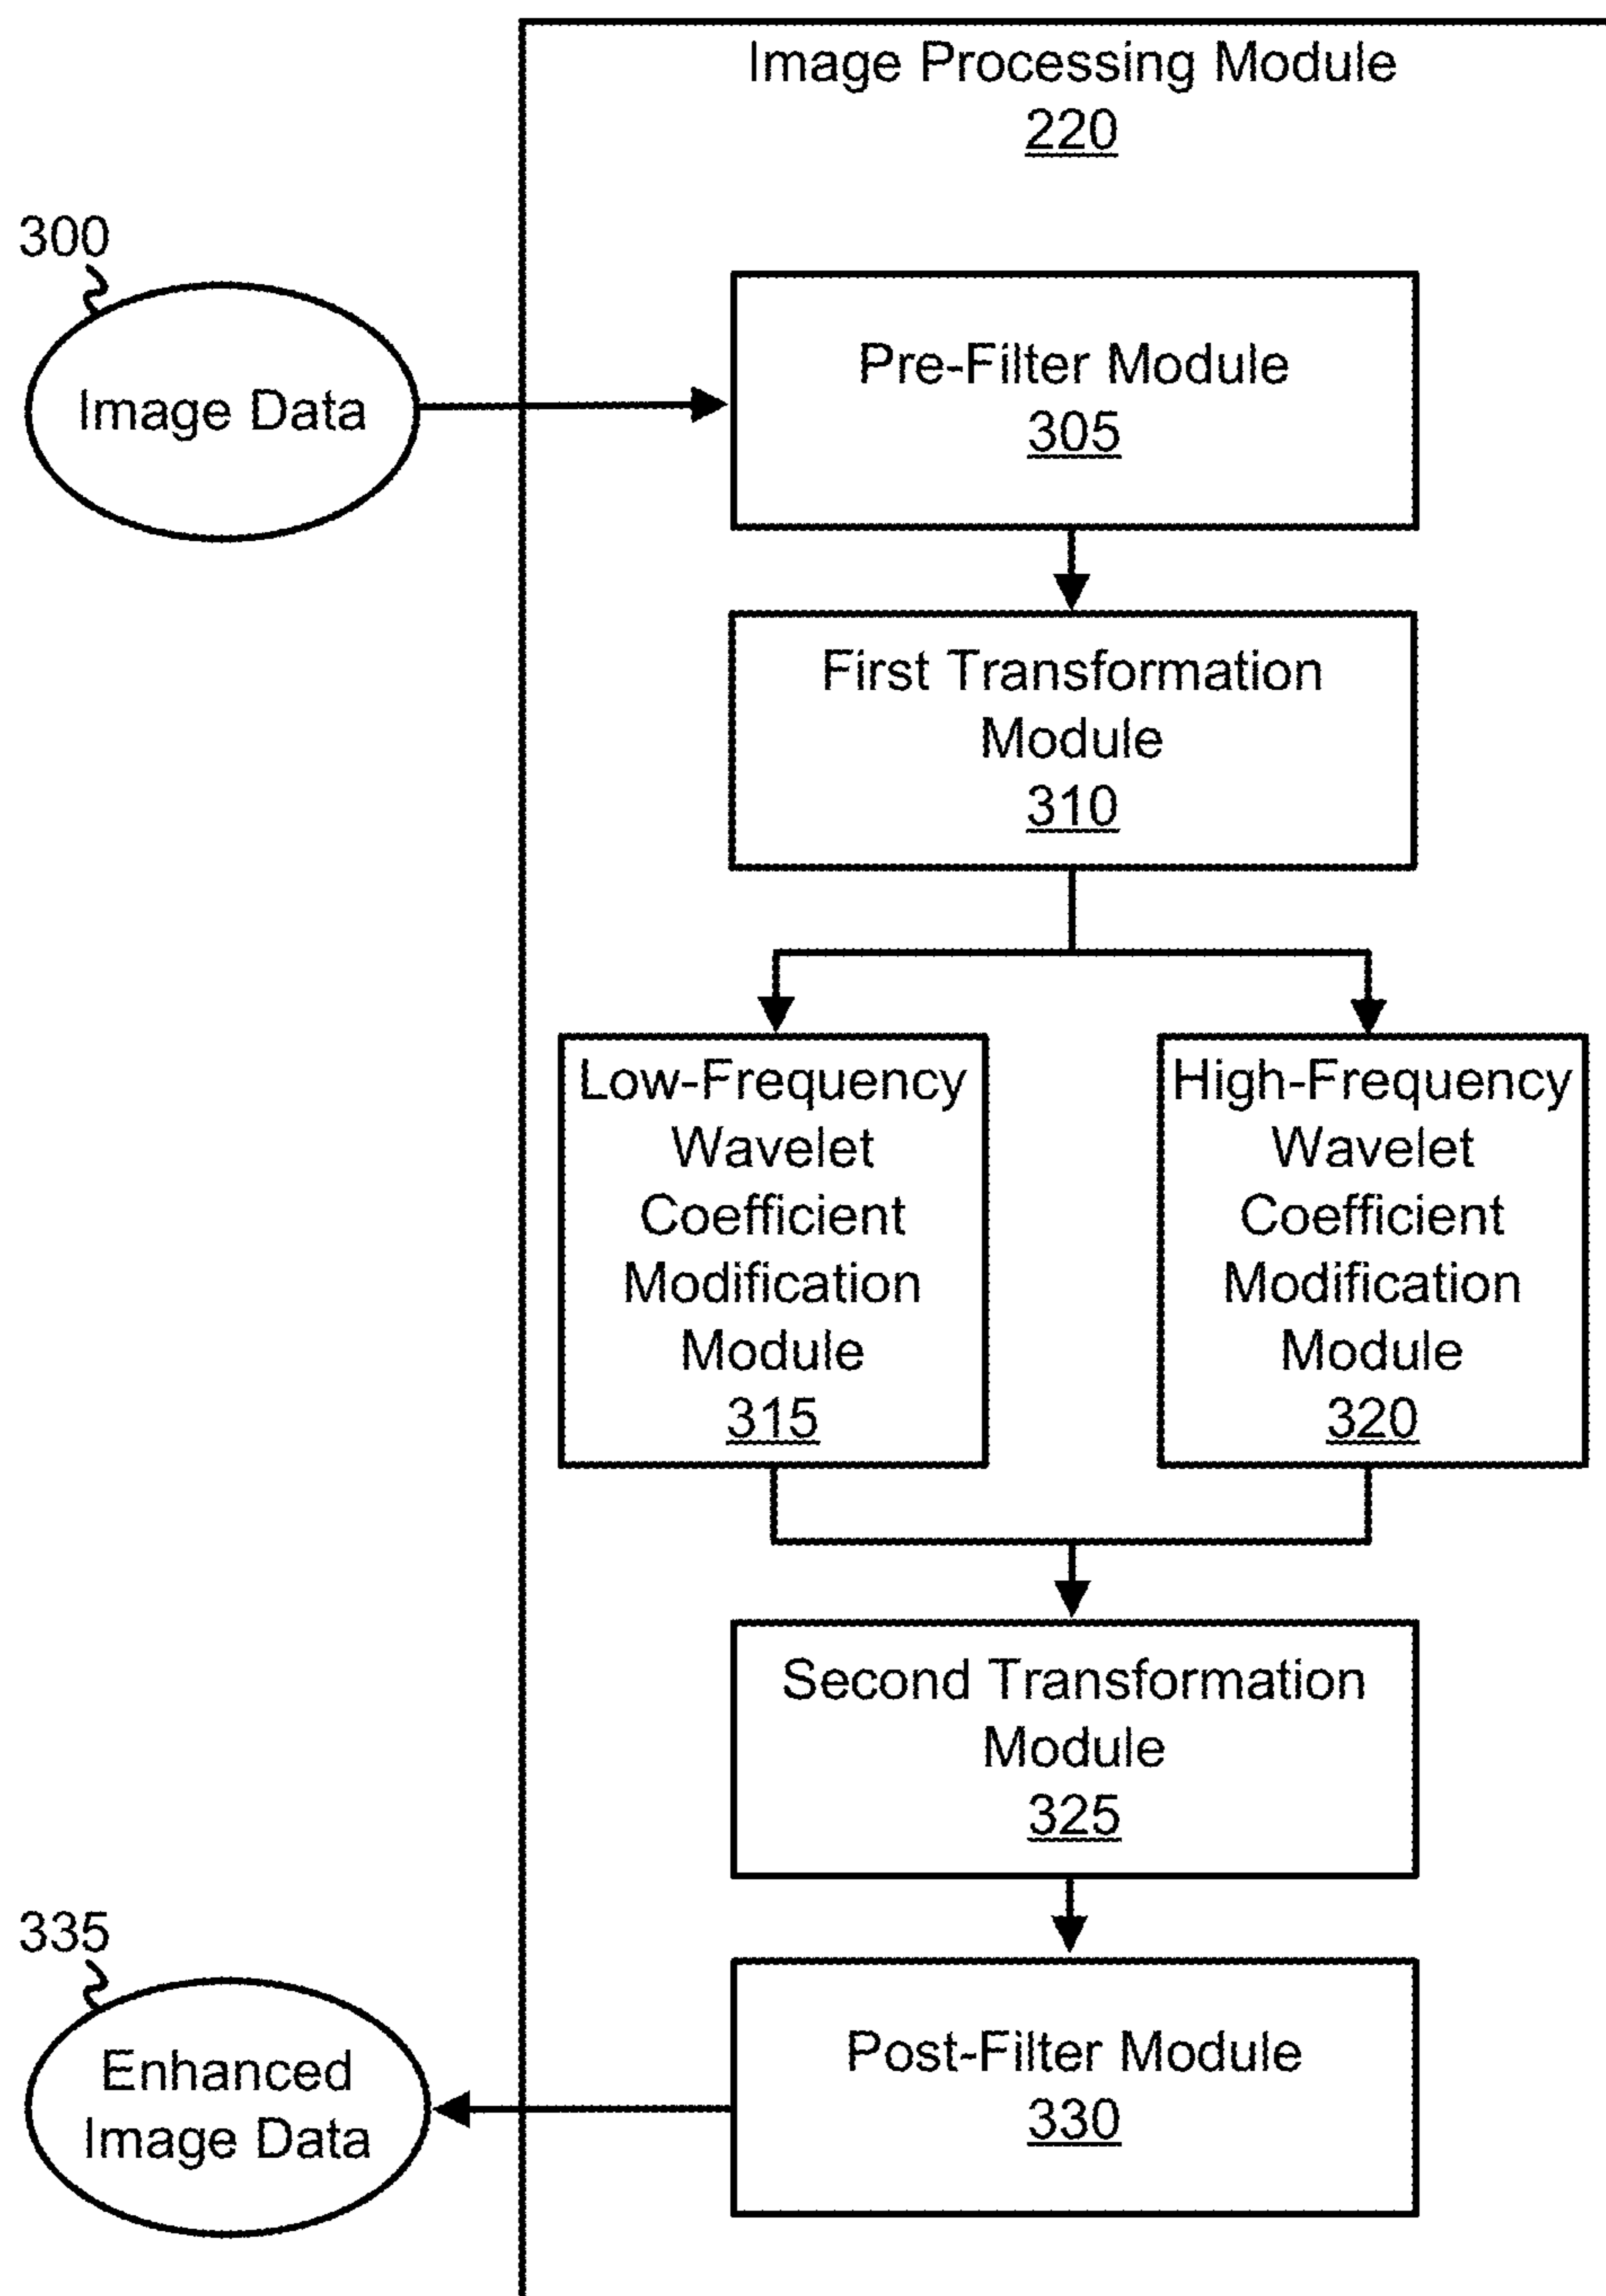 Image Processing Module
220
300
Image Data
Pre-Filter Module
305
First Transformation
Module
310
Low-Frequency
Wavelet
Coefficient
Modification
Module
315
High-Frequency
Wavelet
Coefficient
Modification
Module
320
Second Transformation
Module
325
335
Enhanced
Image Data
Post-Filter Module
330